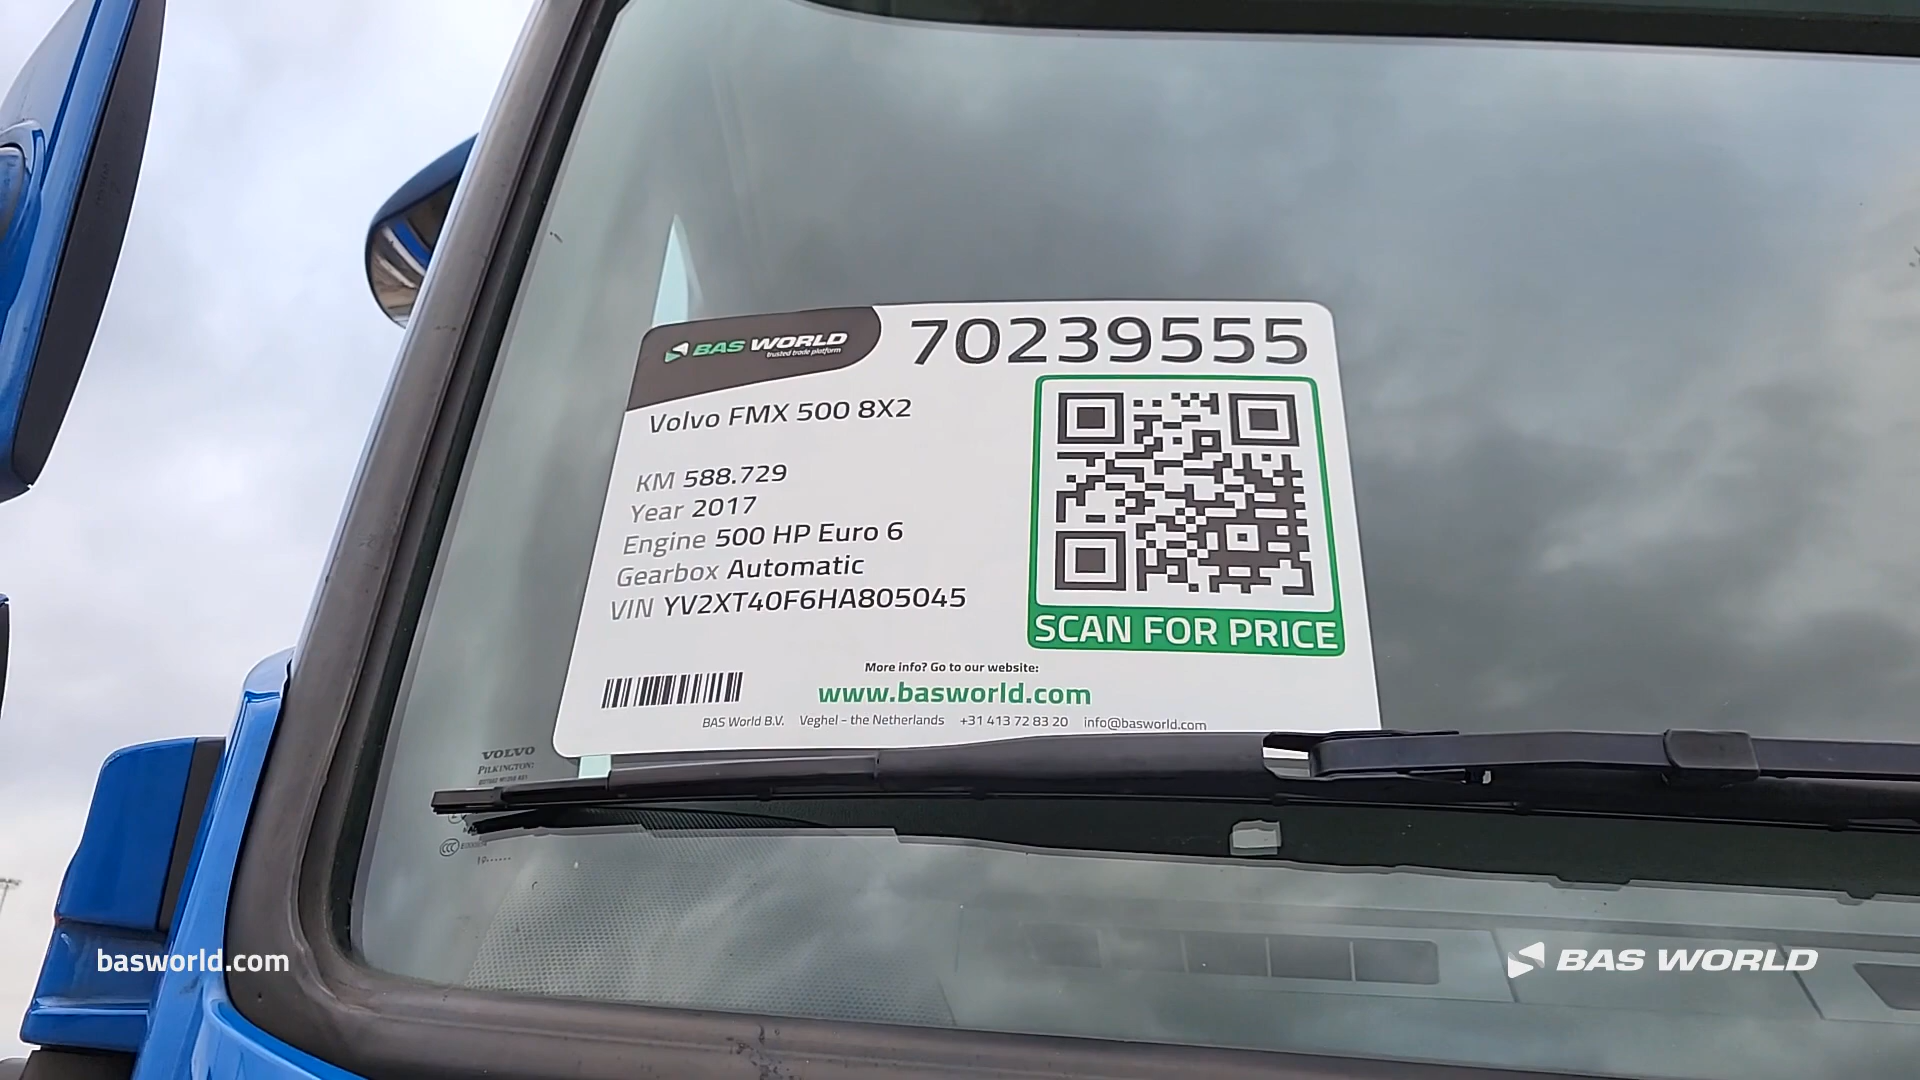 BAS WORLD
trusted trade platform
70239555
Volvo FMX 500 8X2
KM 588.729
Year 2017
Engine 500 HP Euro 6
Gearbox Automatic
VIN YV2XT40F6HA805045
SCAN FOR PRICE
More info? Go to our website:
www.basworld.com
BAS World B.V. Veghel - the Netherlands +31 413 72 83 20 info@basworld.com
VOLVO
PILKINGTON
CCC
basworld.com
BAS WORLD